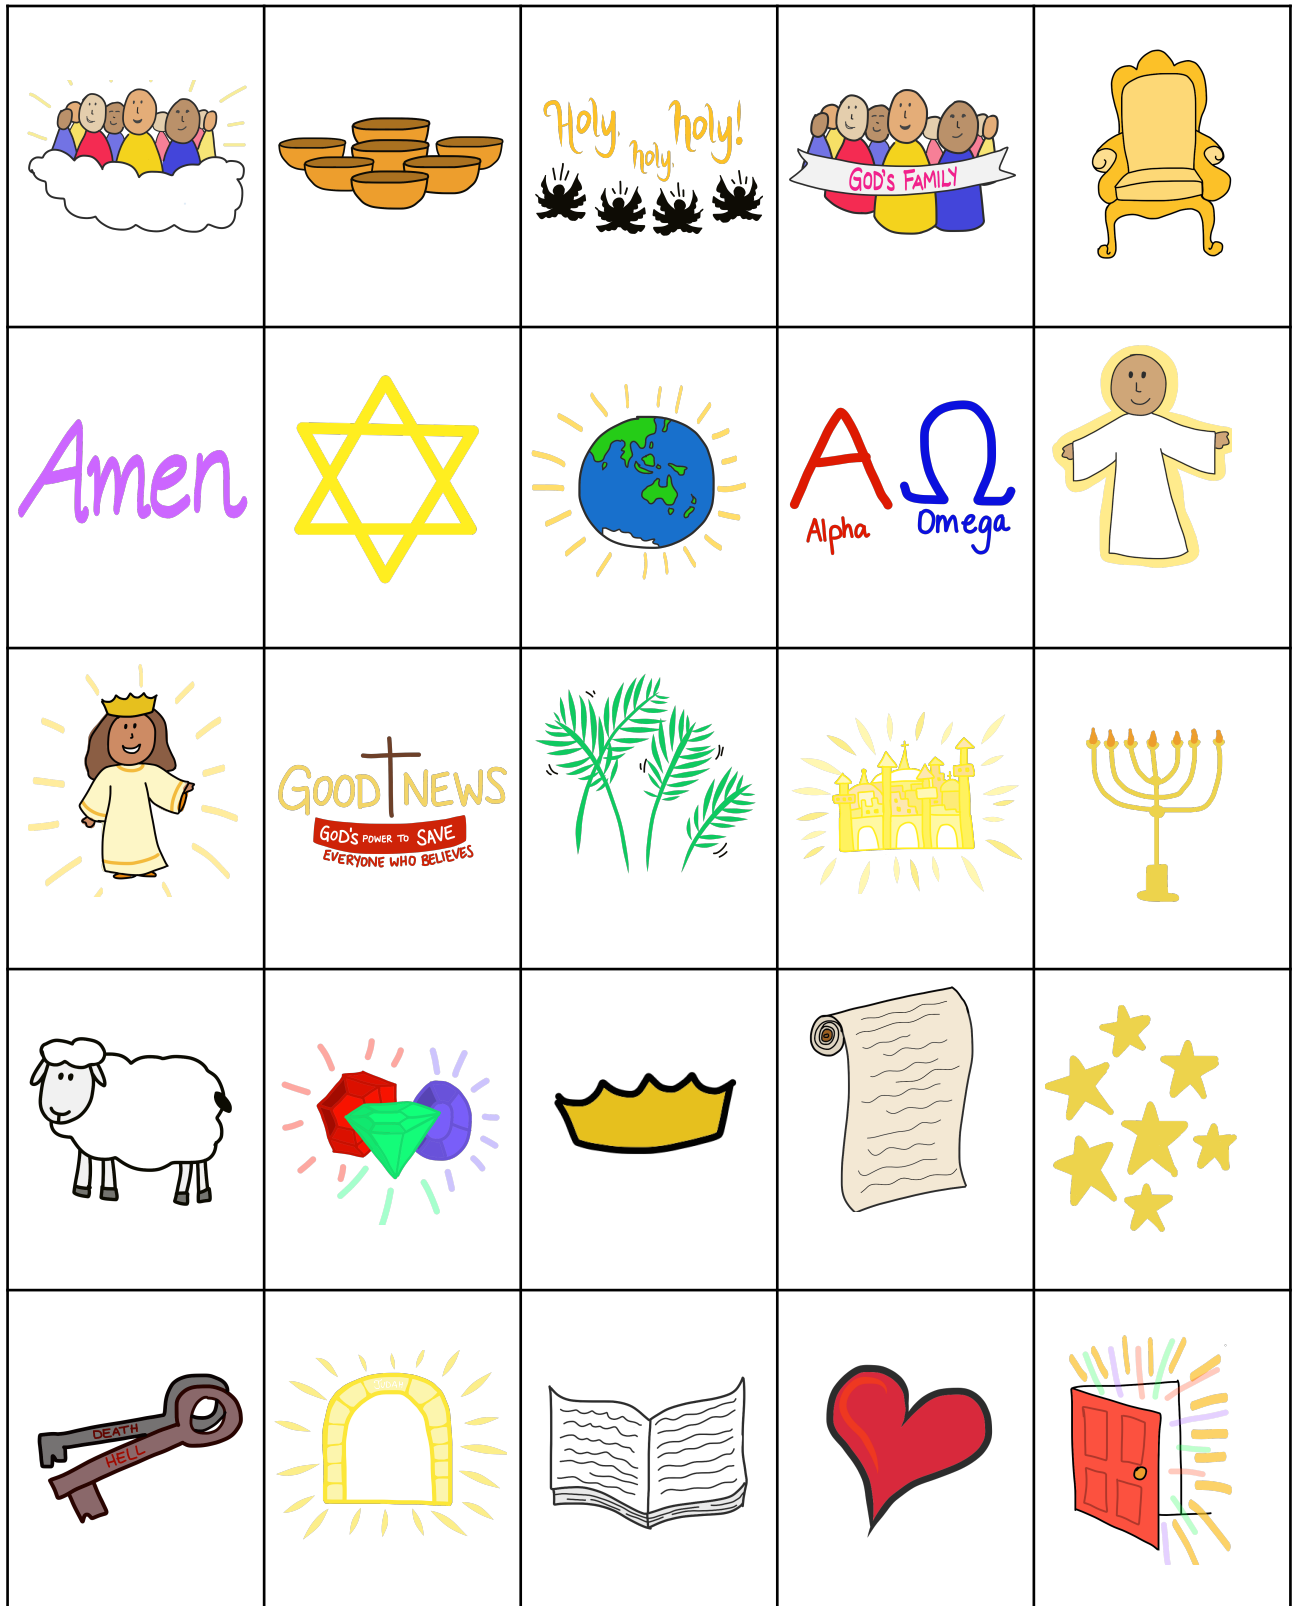 Holy,
holy,
holy!
GOD'S FAMILY
Amen
A Ω
Alpha
Omega
GOOD NEWS
GOD'S POWER TO SAVE
EVERYONE WHO BELIEVES
DEATH
HELL